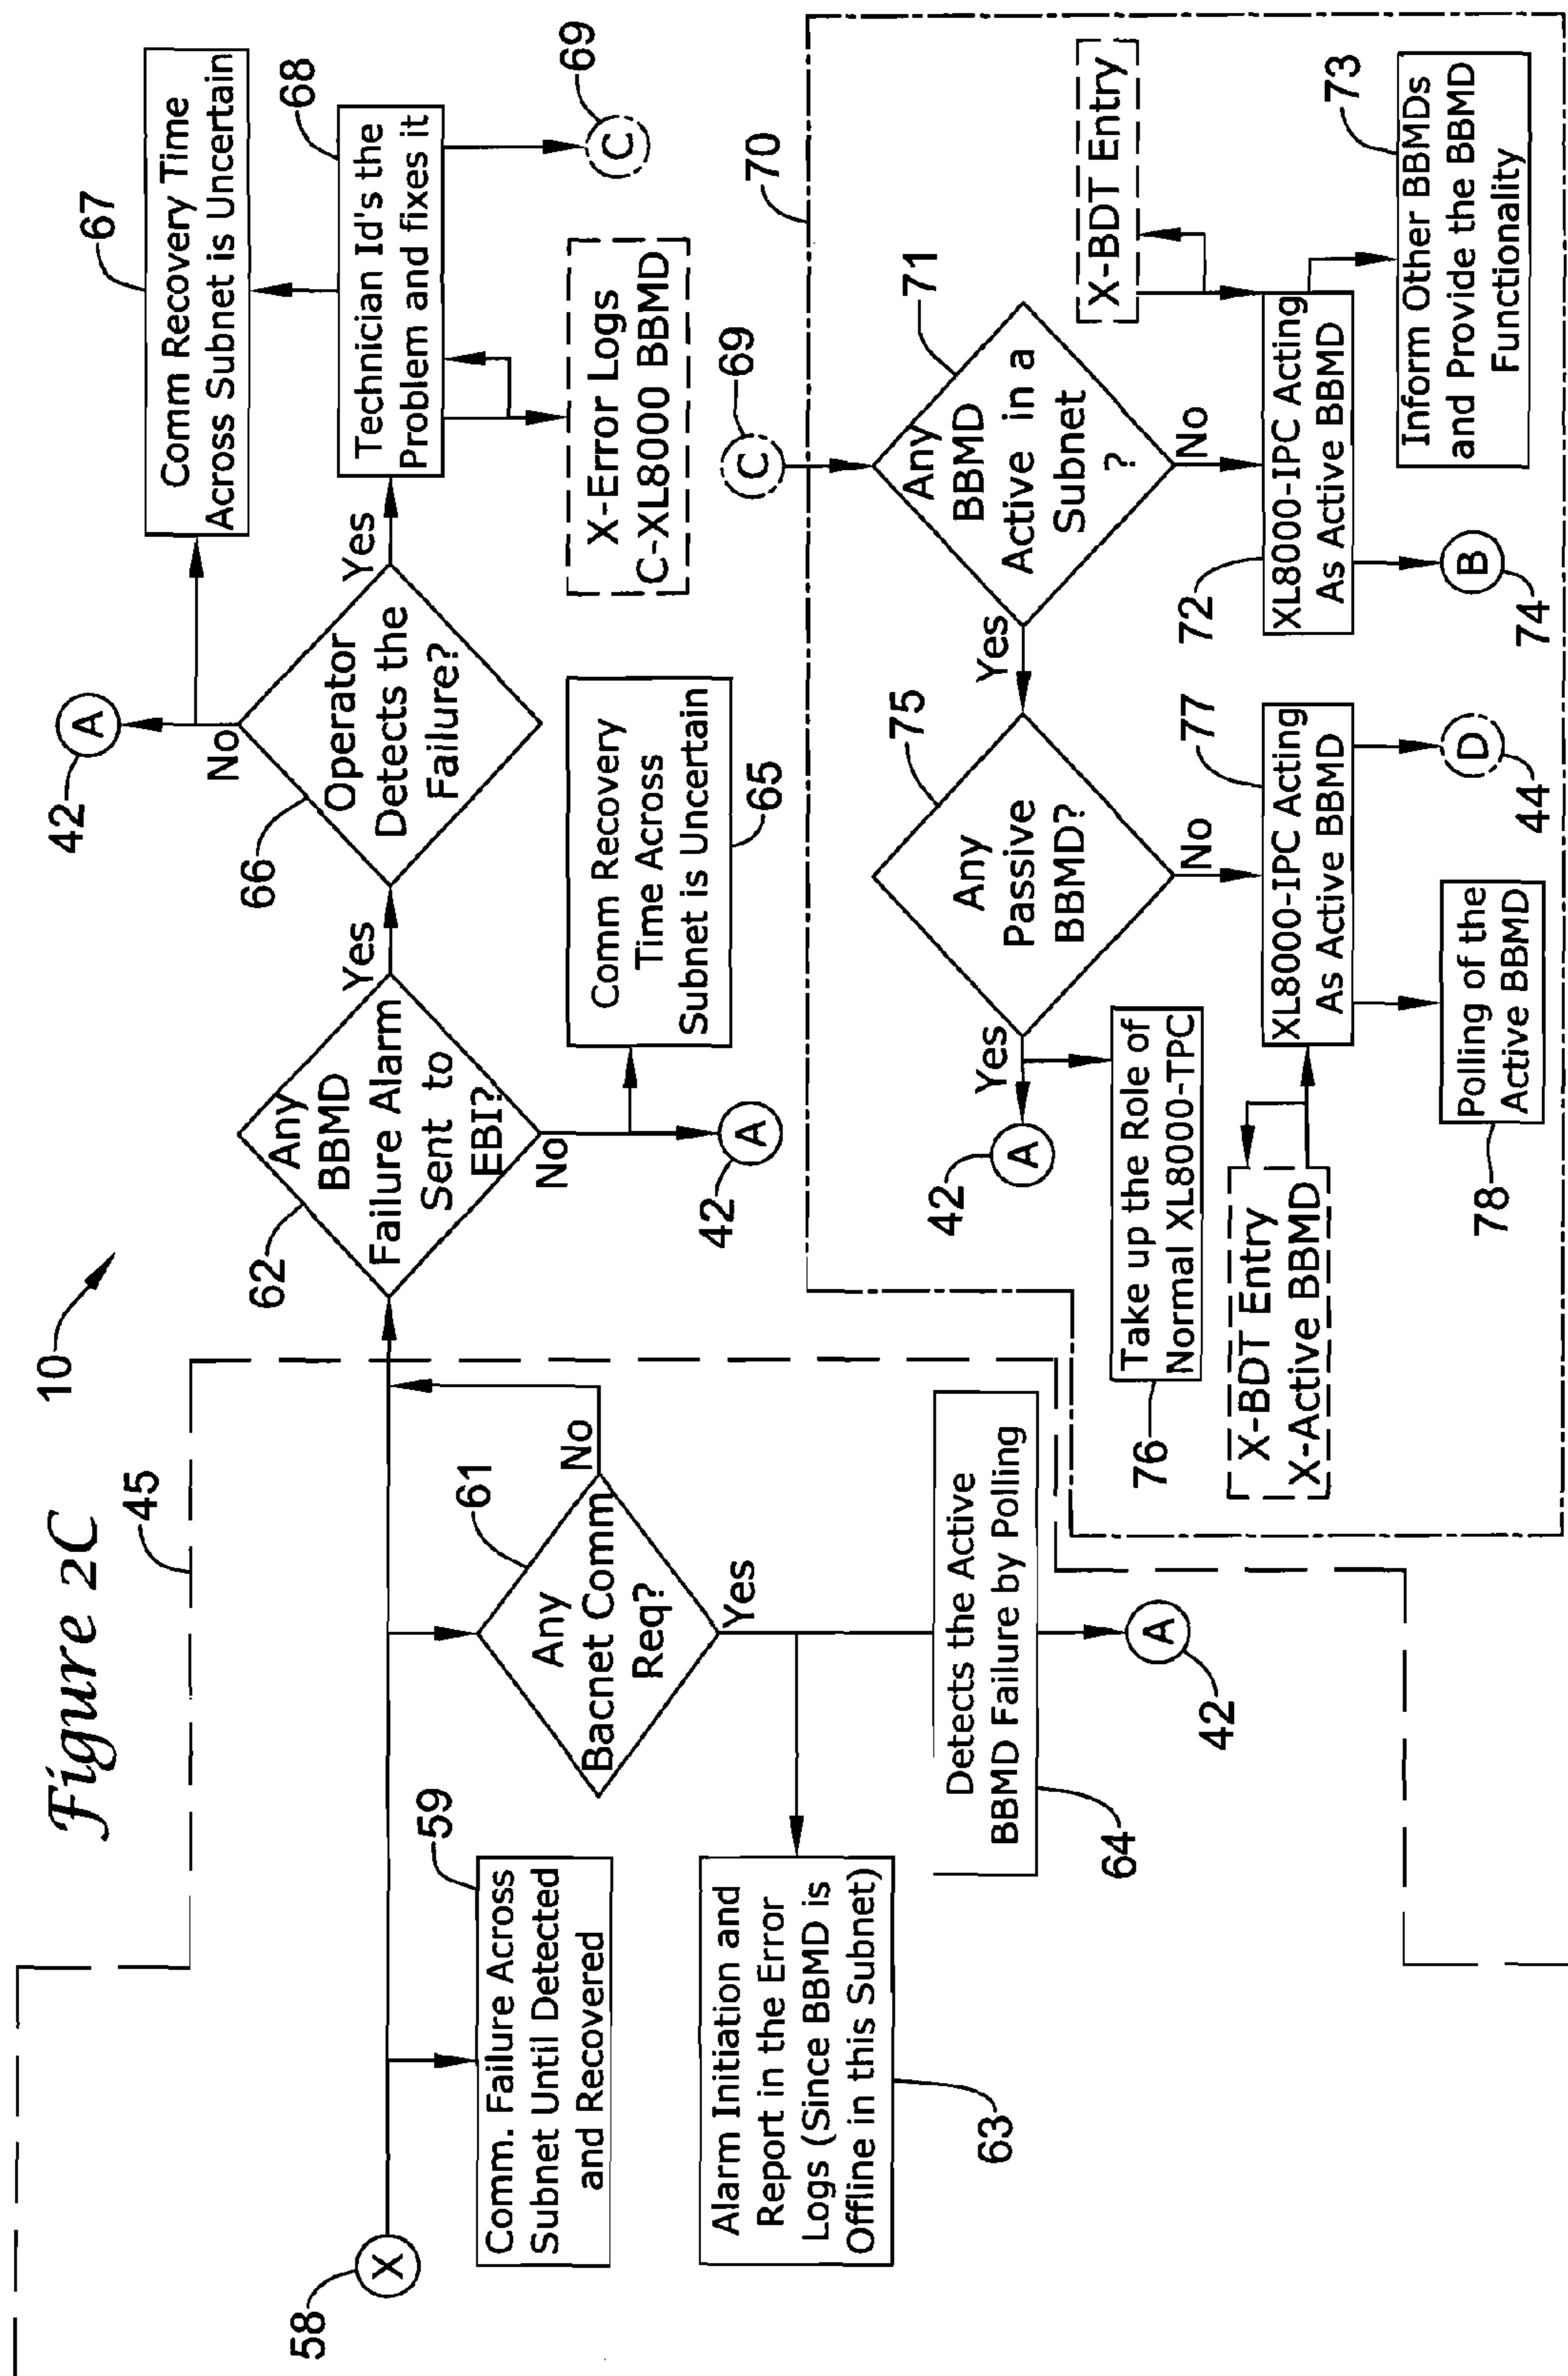 Figure 2C
10
45
58
X
59
Comm. Failure Across
Subnet Until Detected
and Recovered
61
Any
Bacnet Comm
Req?
No
Yes
63
Alarm Initiation and
Report in the Error
Logs (Since BBMD is
Offline in this Subnet)
64
Detects the Active
BBMD Failure by Polling
A
42
62
Any
BBMD
Failure Alarm
Sent to
EBI?
Yes
No
A
42
65
Comm Recovery
Time Across
Subnet is Uncertain
66
Operator
Detects the
Failure?
No
Yes
A
42
67
Comm Recovery Time
Across Subnet is Uncertain
68
Technician Id's the
Problem and fixes it
X-Error Logs
C-XL8000 BBMD
C
69
70
C
69
71
Any
BBMD
Active in a
Subnet
?
Yes
No
X-BDT Entry
72
XL8000-IPC Acting
As Active BBMD
73
Inform Other BBMDs
and Provide the BBMD
Functionality
B
74
75
Any
Passive
BBMD?
Yes
No
A
42
76
Take up the Role of
Normal XL8000-TPC
X-BDT Entry
X-Active BBMD
77
XL8000-IPC Acting
As Active BBMD
D
44
78
Polling of the
Active BBMD